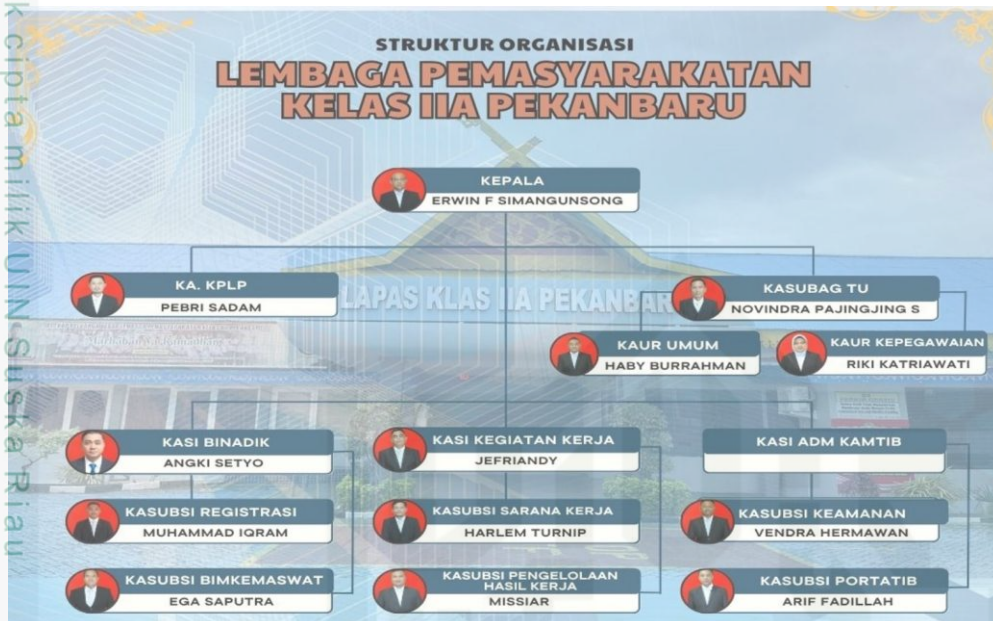 k cipta milik UIN Suska Riau
STRUKTUR ORGANISASI
LEMBAGA PEMASYARAKATAN
KELAS IIA PEKANBARU
KEPALA
ERWIN F SIMANGUNSONG
KA. KPLP
PEBRI SADAM
LAPAS KLAS IIA PEKANBAR
KASUBAG TU
NOVINDRA PAJINGJING S
KAUR UMUM
HABY BURRAHMAN
KAUR KEPEGAWAIAN
RIKI KATRIAWATI
KASI BINADIK
ANGKI SETYO
KASI KEGIATAN KERJA
JEFRIANDY
KASI ADM KAMTIB
KASUBSI REGISTRASI
MUHAMMAD IQRAM
KASUBSI SARANA KERJA
HARLEM TURNIP
KASUBSI KEAMANAN
VENDRA HERMAWAN
KASUBSI BIMKEMASWAT
EGA SAPUTRA
KASUBSI PENGELOLAAN
HASIL KERJA
MISSIAR
KASUBSI PORTATIB
ARIF FADILLAH